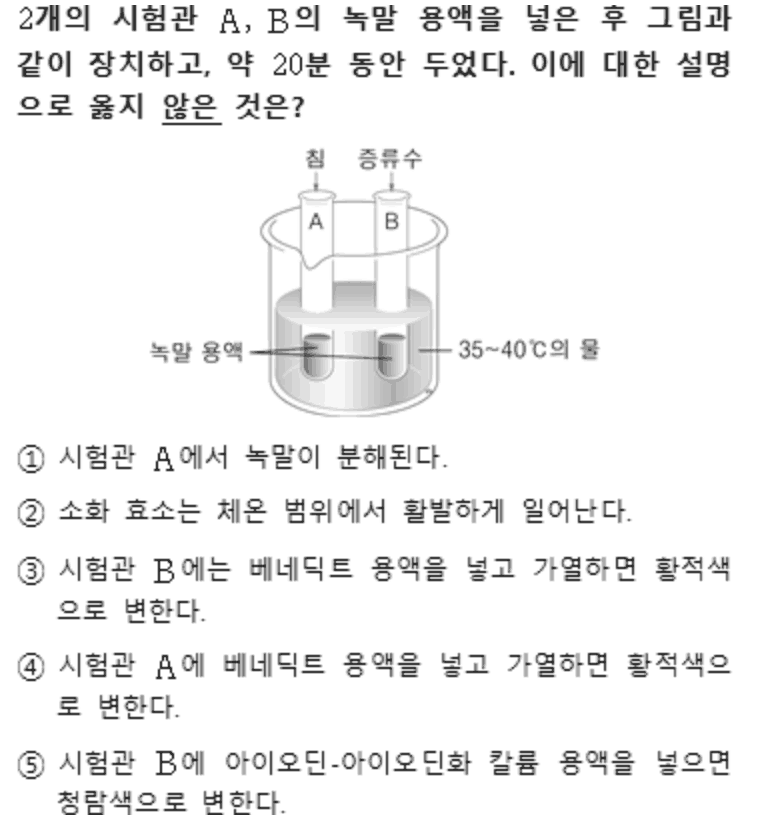 2개의 시험관 A, B의 녹말 용액을 넣은 후 그림과
같이 장치하고, 약 20분 동안 두었다. 이에 대한 설명
으로 옳지 않은 것은?
침 증류수
A B
녹말 용액
35~40℃의 물
① 시험관 A에서 녹말이 분해된다.
② 소화 효소는 체온 범위에서 활발하게 일어난다.
③ 시험관 B에는 베네딕트 용액을 넣고 가열하면 황적색
으로 변한다.
④ 시험관 A에 베네딕트 용액을 넣고 가열하면 황적색으
로 변한다.
⑤ 시험관 B에 아이오딘-아이오딘화 칼륨 용액을 넣으면
청람색으로 변한다.